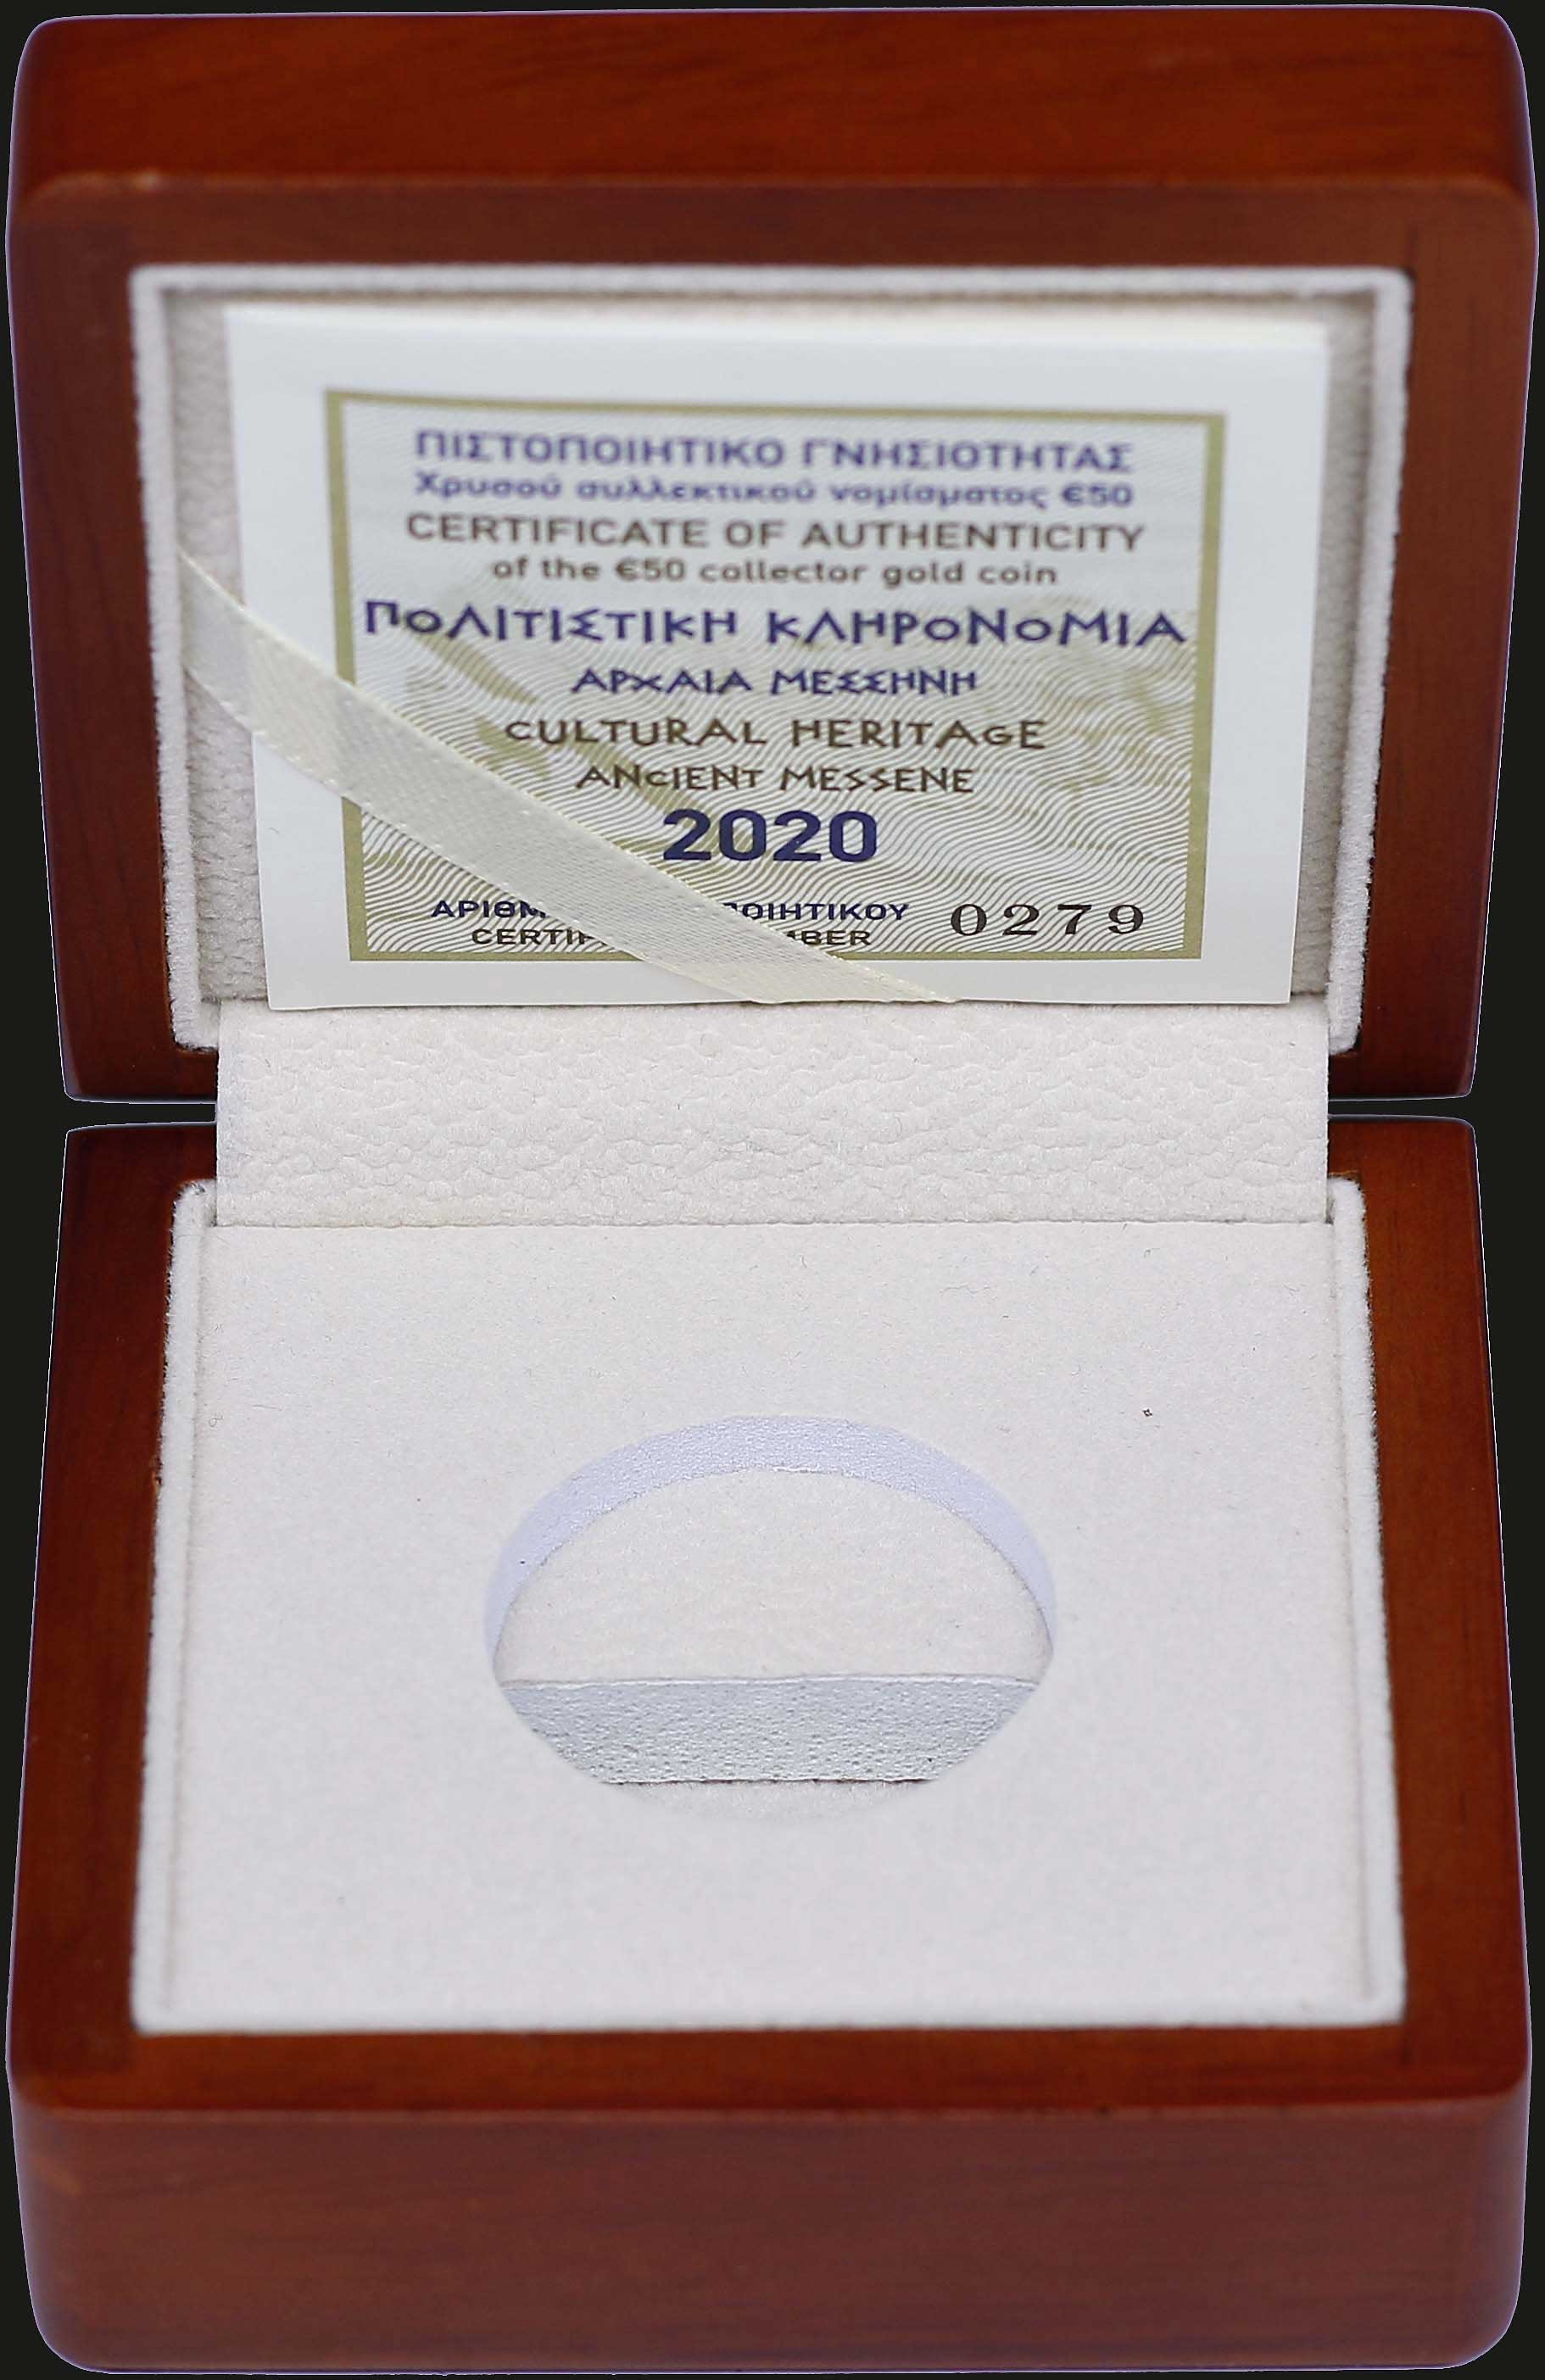 ΠΙΣΤΟΠΟΙΗΤΙΚΟ ΓΝΗΣΙΟΤΗΤΑΣ
Χρυσού συλλεκτικού νομίσματος €50
CERTIFICATE OF AUTHENTICITY
of the €50 collector gold coin
ΠΟΛΙΤΙΣΤΙΚΗ ΚΛΗΡΟΝΟΜΙΑ
ΑΡΧΑΙΑ ΜΕΣΣΗΝΗ
CULTURAL HERITAGE
ANCIENT MESSENE
2020
0279